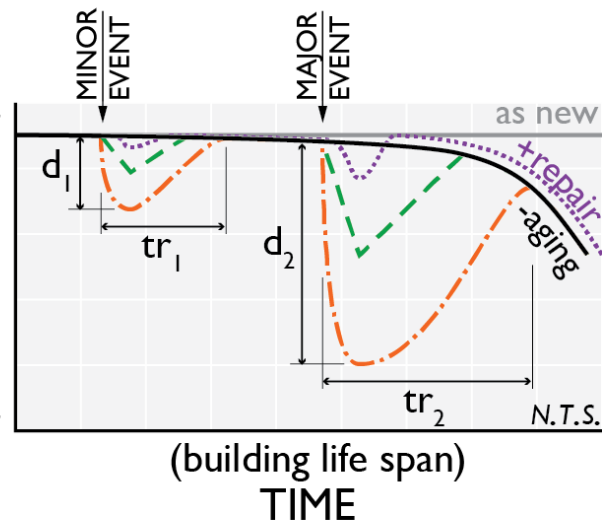 MINOR
EVENT
MAJOR
EVENT
as new
+repair
-aging
d1
tr1
d2
tr2
N.T.S.
(building life span)
TIME